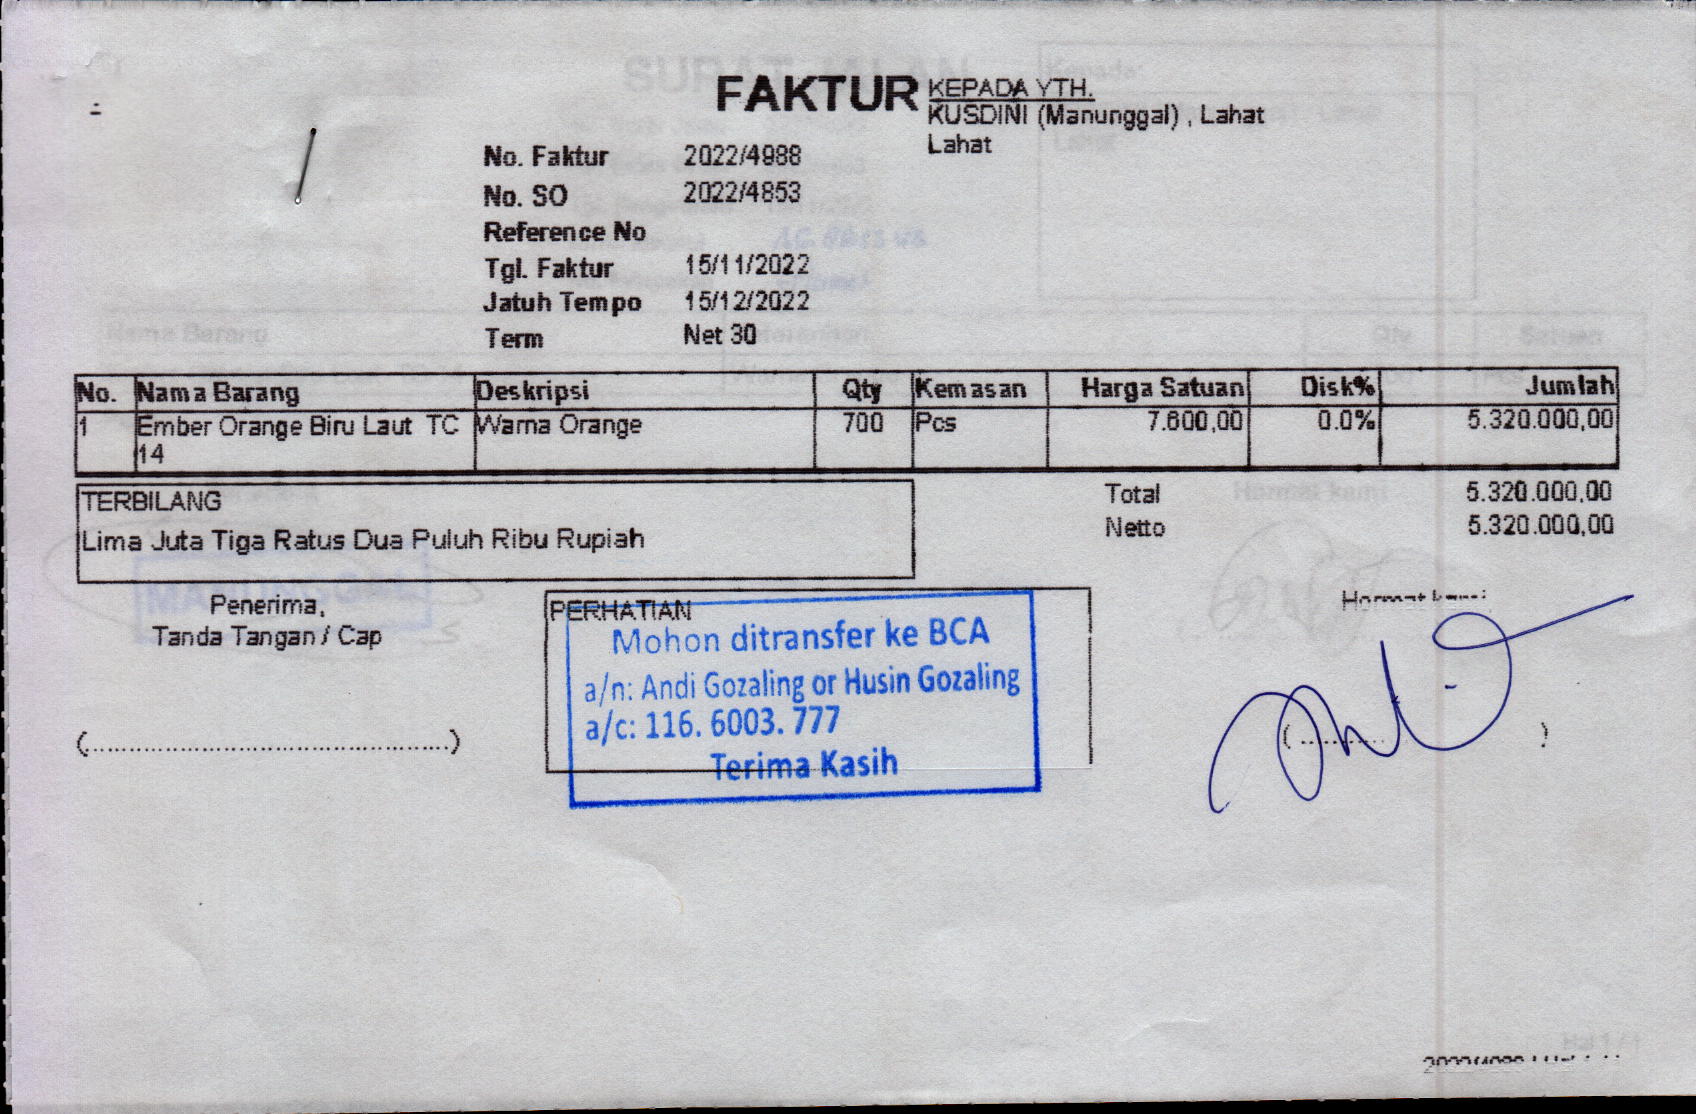 FAKTUR
KEPADA YTH.
KUSDINI (Manunggal) , Lahat
Lahat
No. Faktur 2022/4988
No. SO 2022/4853
Reference No
Tgl. Faktur 15/11/2022
Jatuh Tempo 15/12/2022
Term Net 30
No. Nama Barang Deskripsi Qty Kemasan Harga Satuan Disk% Jumlah
1 Ember Orange Biru Laut TC Warna Orange 700 Pcs 7.600,00 0.0% 5.320.000,00
14
TERBILANG
Lima Juta Tiga Ratus Dua Puluh Ribu Rupiah
Total 5.320.000,00
Netto 5.320.000,00
Penerima,
Tanda Tangan / Cap
(................................................)
PERHATIAN
Mohon ditransfer ke BCA
a/n: Andi Gozaling or Husin Gozaling
a/c: 116. 6003. 777
Terima Kasih
Hormat kami,